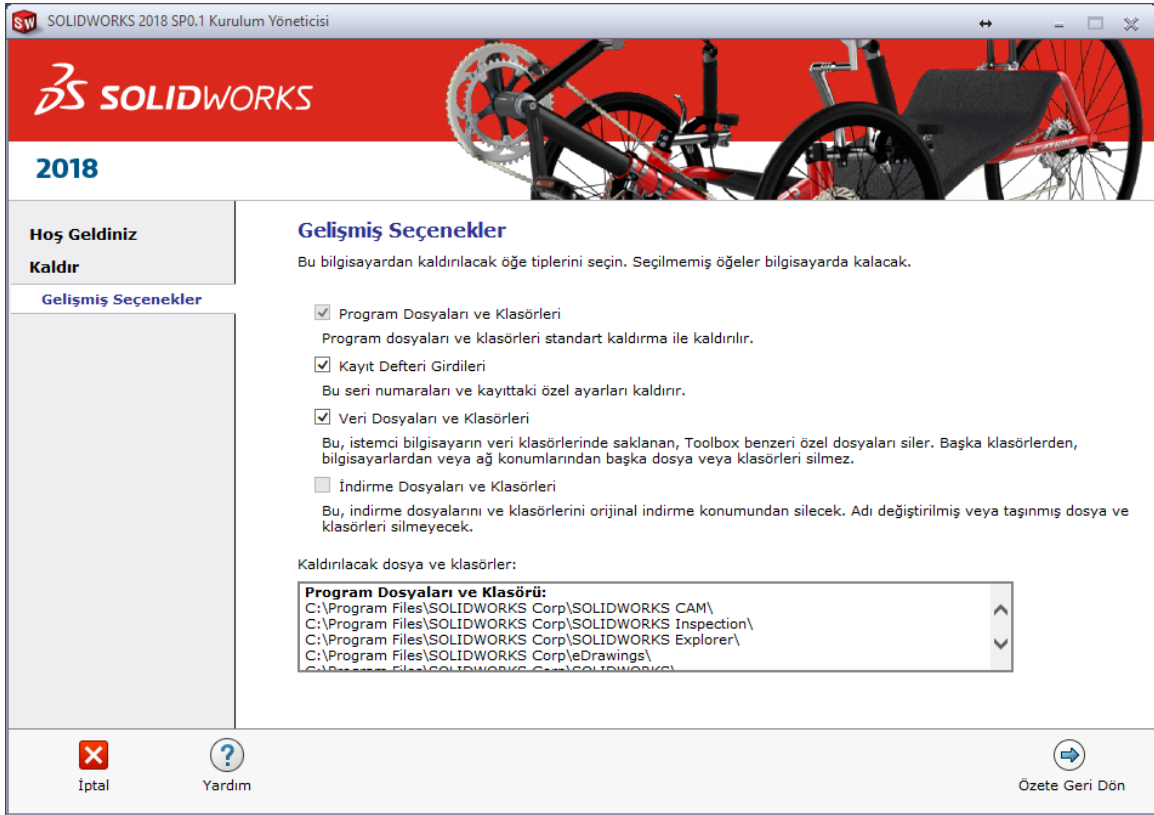 SOLIDWORKS 2018 SP0.1 Kurulum Yöneticisi
SOLIDWORKS
2018
Hoş Geldiniz
Kaldır
Gelişmiş Seçenekler
Gelişmiş Seçenekler
Bu bilgisayardan kaldırılacak öğe tiplerini seçin. Seçilmemiş öğeler bilgisayarda kalacak.
Program Dosyaları ve Klasörleri
Program dosyaları ve klasörleri standart kaldırma ile kaldırılır.
Kayıt Defteri Girdileri
Bu seri numaraları ve kayıttaki özel ayarları kaldırır.
Veri Dosyaları ve Klasörleri
Bu, istemci bilgisayarın veri klasörlerinde saklanan, Toolbox benzeri özel dosyaları siler. Başka klasörlerden,
bilgisayarlardan veya ağ konumlarından başka dosya veya klasörleri silmez.
İndirme Dosyaları ve Klasörleri
Bu, indirme dosyalarını ve klasörlerini orijinal indirme konumundan silecek. Adı değiştirilmiş veya taşınmış dosya ve
klasörleri silmeyecek.
Kaldırılacak dosya ve klasörler:
Program Dosyaları ve Klasörü:
C:\Program Files\SOLIDWORKS Corp\SOLIDWORKS CAM\
C:\Program Files\SOLIDWORKS Corp\SOLIDWORKS Inspection\
C:\Program Files\SOLIDWORKS Corp\SOLIDWORKS Explorer\
C:\Program Files\SOLIDWORKS Corp\eDrawings\
C:\Program Files\SOLIDWORKS Corp\SOLIDWORKS\
İptal
Yardım
Özete Geri Dön